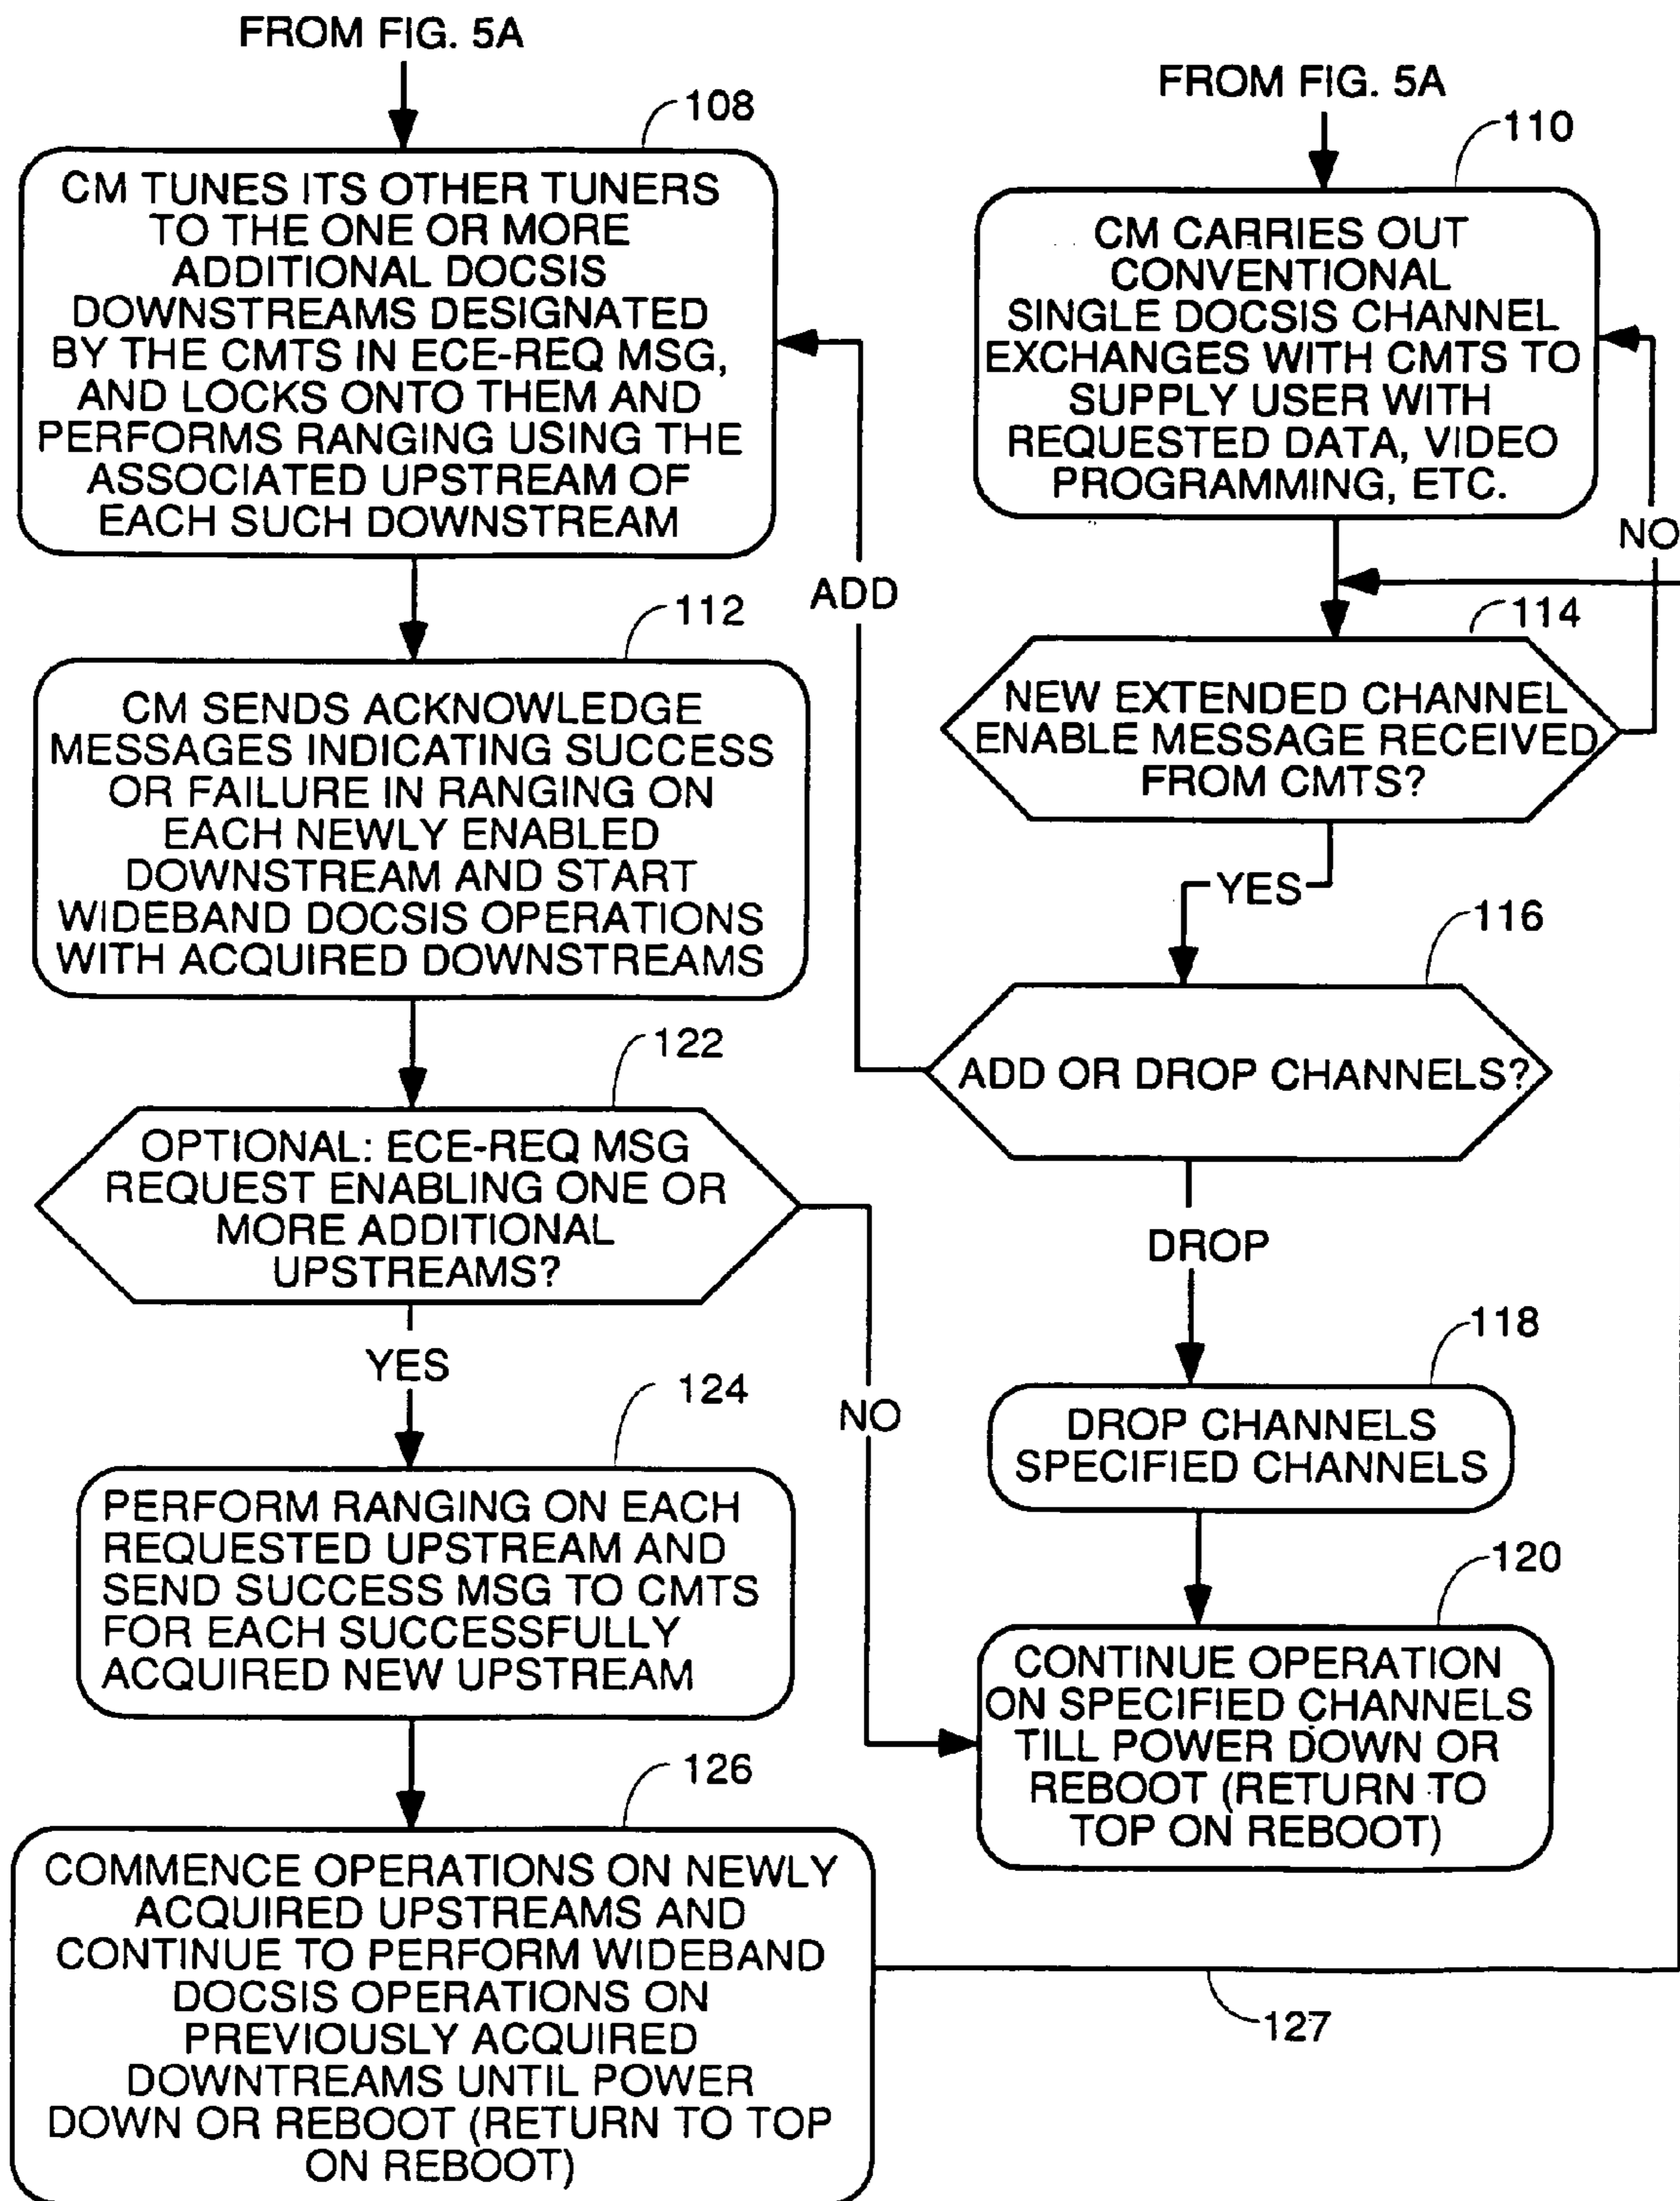 FROM FIG. 5A
108
CM TUNES ITS OTHER TUNERS
TO THE ONE OR MORE
ADDITIONAL DOCSIS
DOWNSTREAMS DESIGNATED
BY THE CMTS IN ECE-REQ MSG,
AND LOCKS ONTO THEM AND
PERFORMS RANGING USING THE
ASSOCIATED UPSTREAM OF
EACH SUCH DOWNSTREAM
112
CM SENDS ACKNOWLEDGE
MESSAGES INDICATING SUCCESS
OR FAILURE IN RANGING ON
EACH NEWLY ENABLED
DOWNSTREAM AND START
WIDEBAND DOCSIS OPERATIONS
WITH ACQUIRED DOWNSTREAMS
122
OPTIONAL: ECE-REQ MSG
REQUEST ENABLING ONE OR
MORE ADDITIONAL
UPSTREAMS?
YES
NO
124
PERFORM RANGING ON EACH
REQUESTED UPSTREAM AND
SEND SUCCESS MSG TO CMTS
FOR EACH SUCCESSFULLY
ACQUIRED NEW UPSTREAM
126
COMMENCE OPERATIONS ON NEWLY
ACQUIRED UPSTREAMS AND
CONTINUE TO PERFORM WIDEBAND
DOCSIS OPERATIONS ON
PREVIOUSLY ACQUIRED
DOWNTREAMS UNTIL POWER
DOWN OR REBOOT (RETURN TO TOP
ON REBOOT)
127
FROM FIG. 5A
110
CM CARRIES OUT
CONVENTIONAL
SINGLE DOCSIS CHANNEL
EXCHANGES WITH CMTS TO
SUPPLY USER WITH
REQUESTED DATA, VIDEO
PROGRAMMING, ETC.
NO
114
NEW EXTENDED CHANNEL
ENABLE MESSAGE RECEIVED
FROM CMTS?
YES
116
ADD OR DROP CHANNELS?
ADD
DROP
118
DROP CHANNELS
SPECIFIED CHANNELS
120
CONTINUE OPERATION
ON SPECIFIED CHANNELS
TILL POWER DOWN OR
REBOOT (RETURN TO
TOP ON REBOOT)